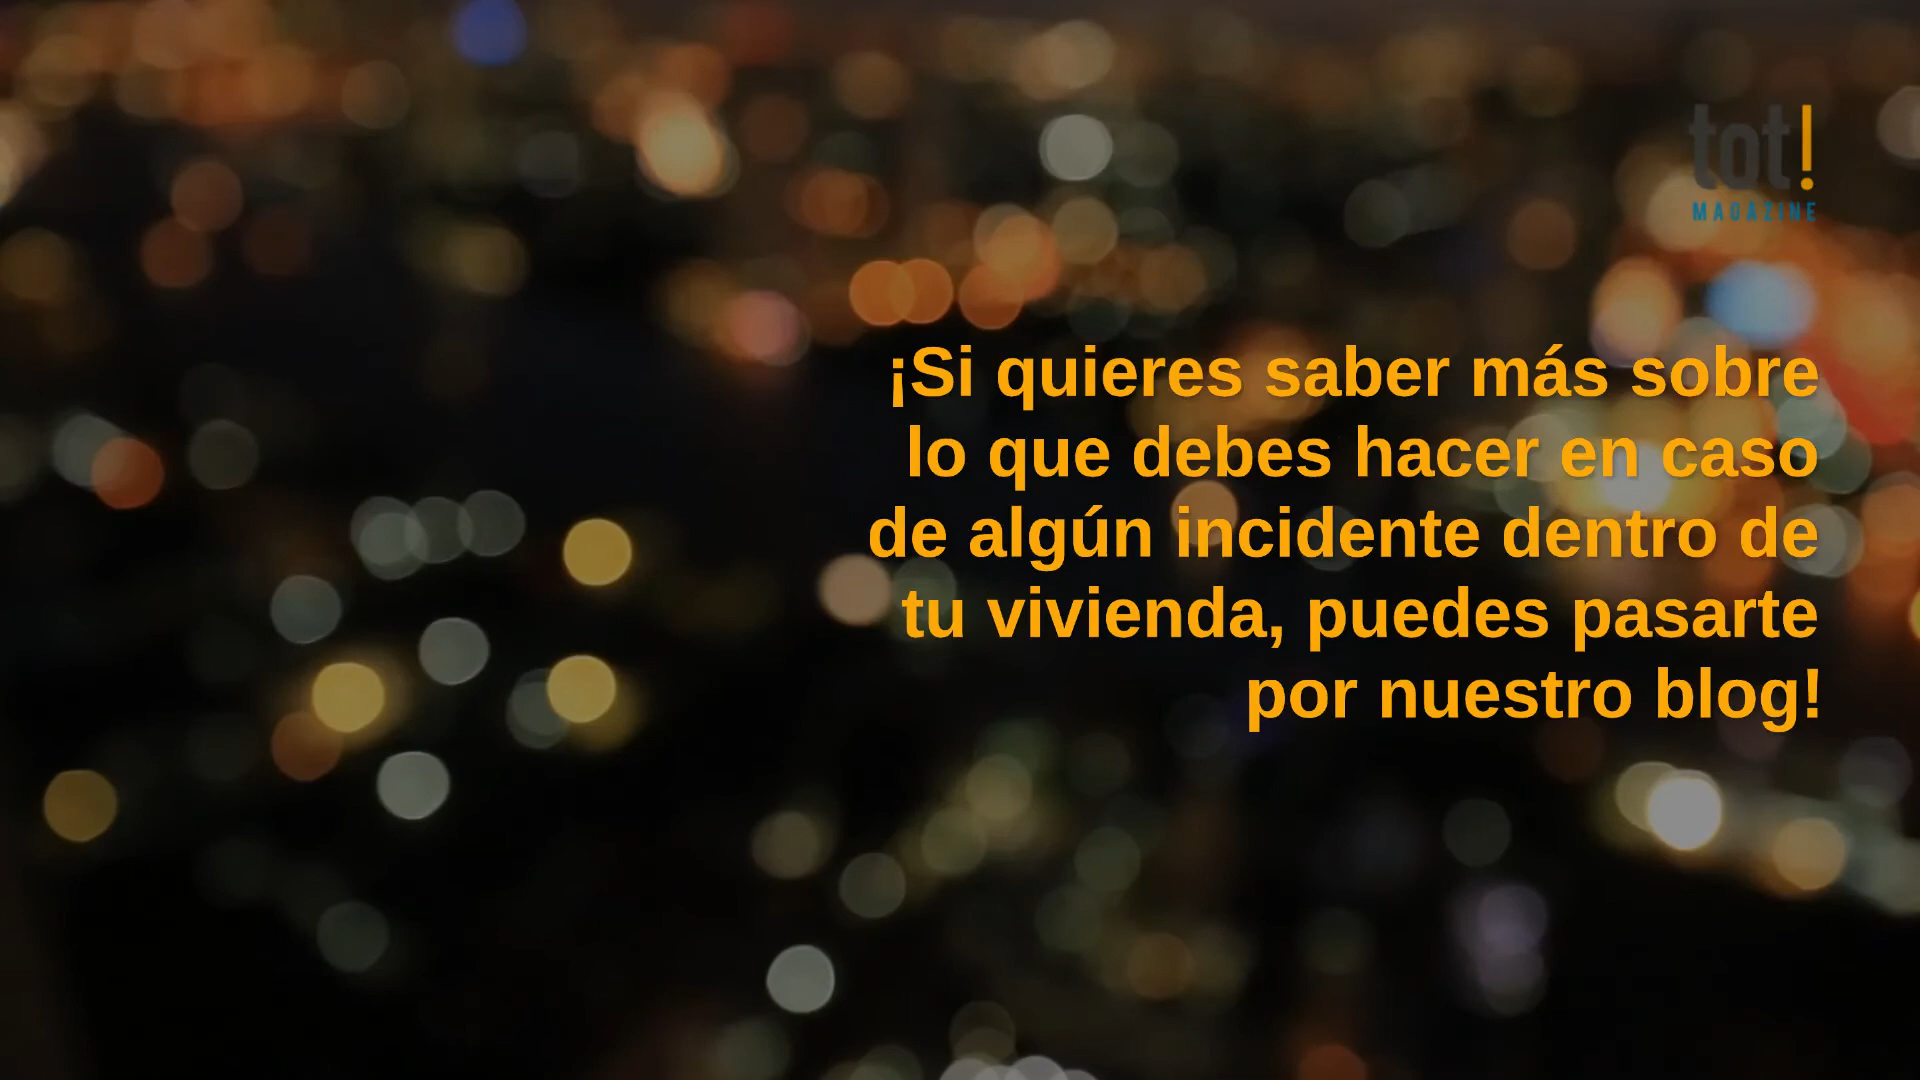 tot!
MAGAZINE
¡Si quieres saber más sobre
lo que debes hacer en caso
de algún incidente dentro de
tu vivienda, puedes pasarte
por nuestro blog!